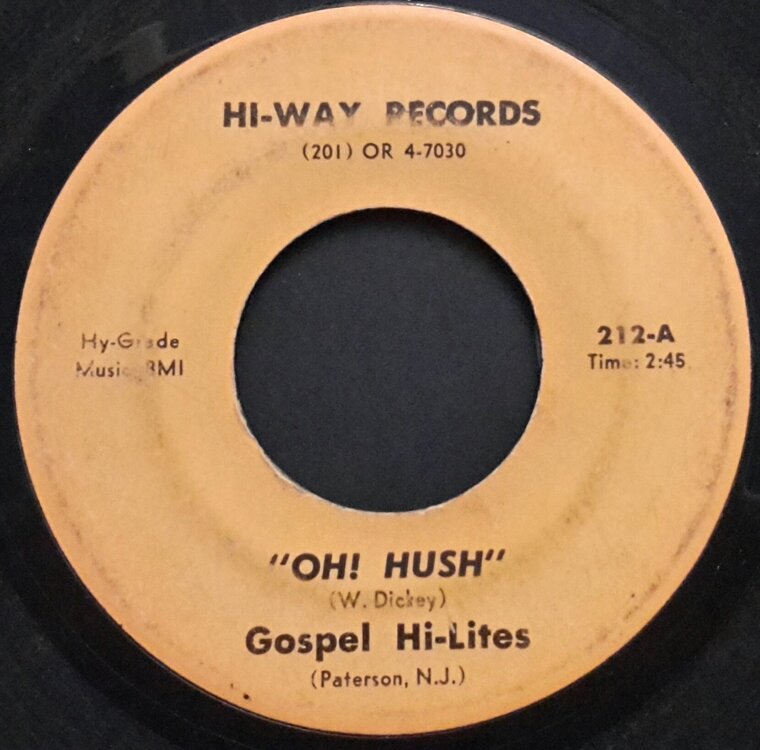 HI-WAY RECORDS
(201) OR 4-7030
Hy-Grade
Music BMI
212-A
Time: 2:45
"OH! HUSH"
(W. Dickey)
Gospel Hi-Lites
(Paterson, N.J.)